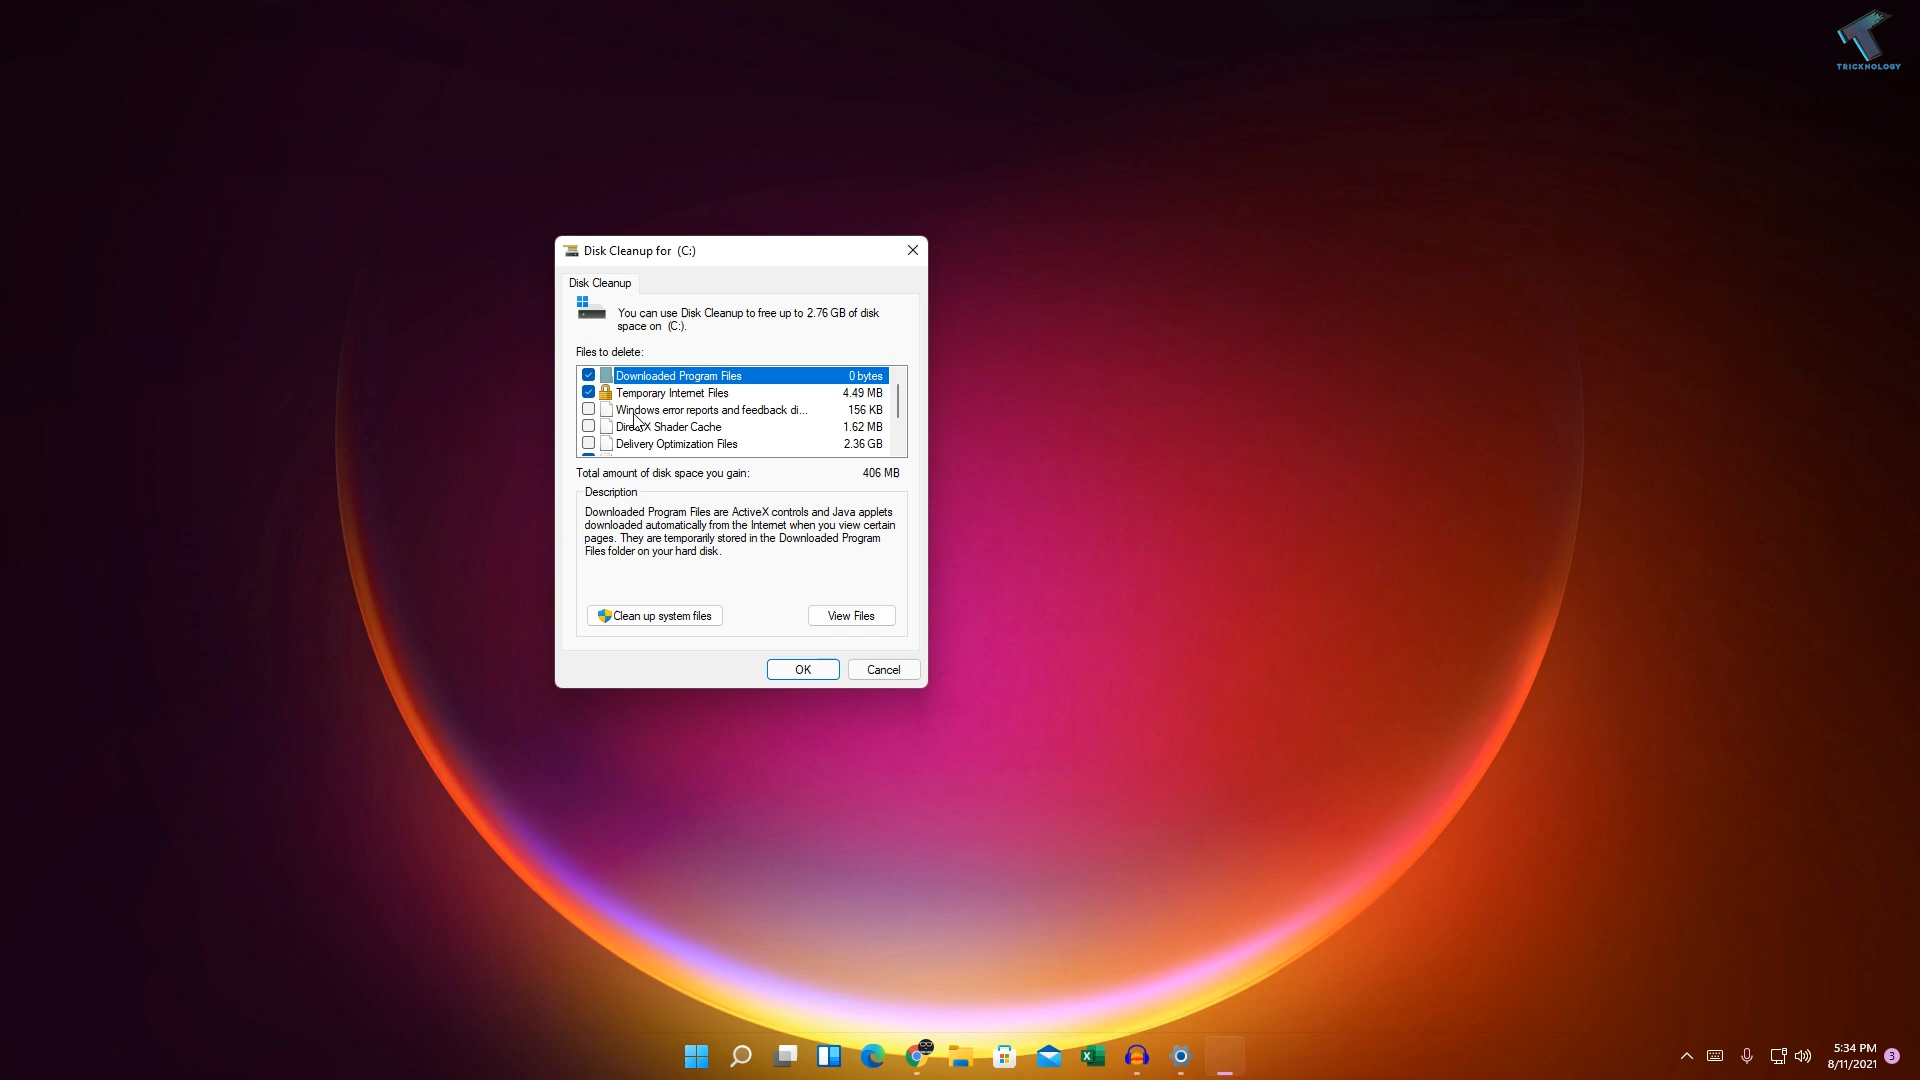 TRICKNOLOGY
Disk Cleanup for (C:)
Disk Cleanup
You can use Disk Cleanup to free up to 2.76 GB of disk
space on (C:).
Files to delete:
Downloaded Program Files 0 bytes
Temporary Internet Files 4.49 MB
Windows error reports and feedback di... 156 KB
DirectX Shader Cache 1.62 MB
Delivery Optimization Files 2.36 GB
Total amount of disk space you gain: 406 MB
Description
Downloaded Program Files are ActiveX controls and Java applets
downloaded automatically from the Internet when you view certain
pages. They are temporarily stored in the Downloaded Program
Files folder on your hard disk.
Clean up system files View Files
OK Cancel
5:34 PM
8/11/2021 3